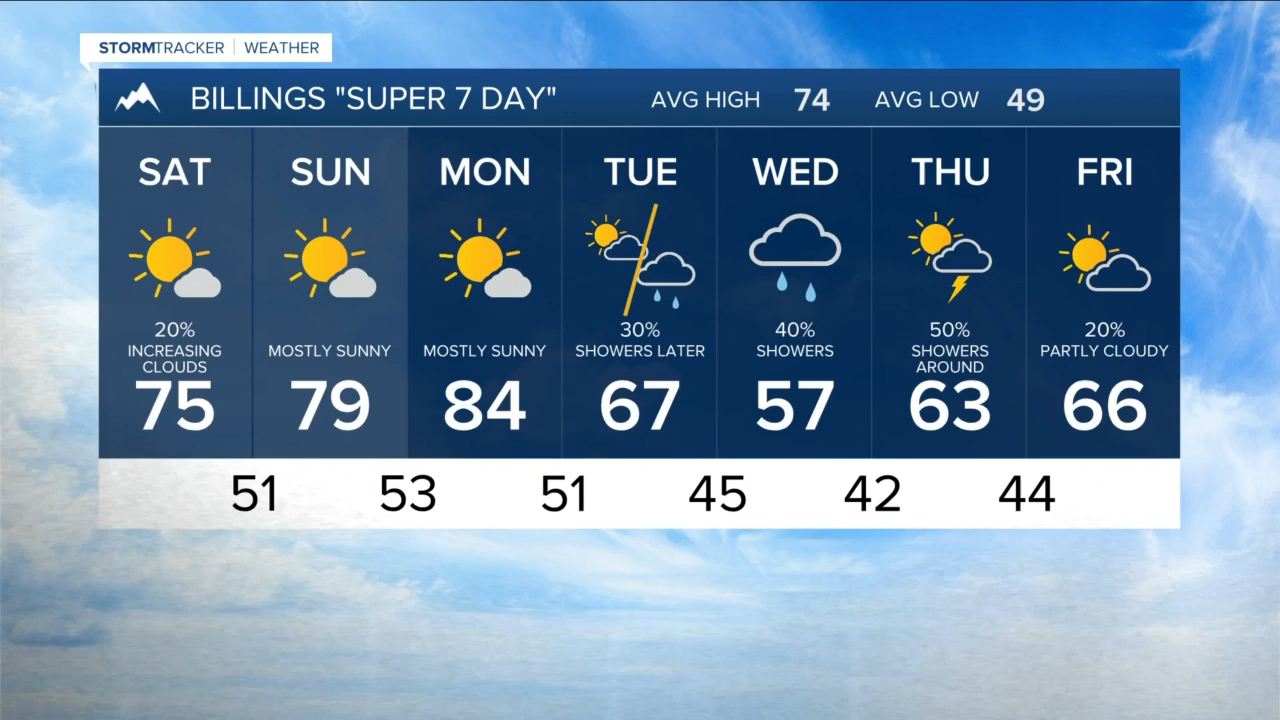 STORMTRACKER | WEATHER
BILLINGS "SUPER 7 DAY" AVG HIGH 74 AVG LOW 49
SAT SUN MON TUE WED THU FRI
20% 30% 40% 50% 20%
INCREASING MOSTLY SUNNY MOSTLY SUNNY SHOWERS LATER SHOWERS SHOWERS PARTLY CLOUDY
CLOUDS AROUND
75 79 84 67 57 63 66
51 53 51 45 42 44